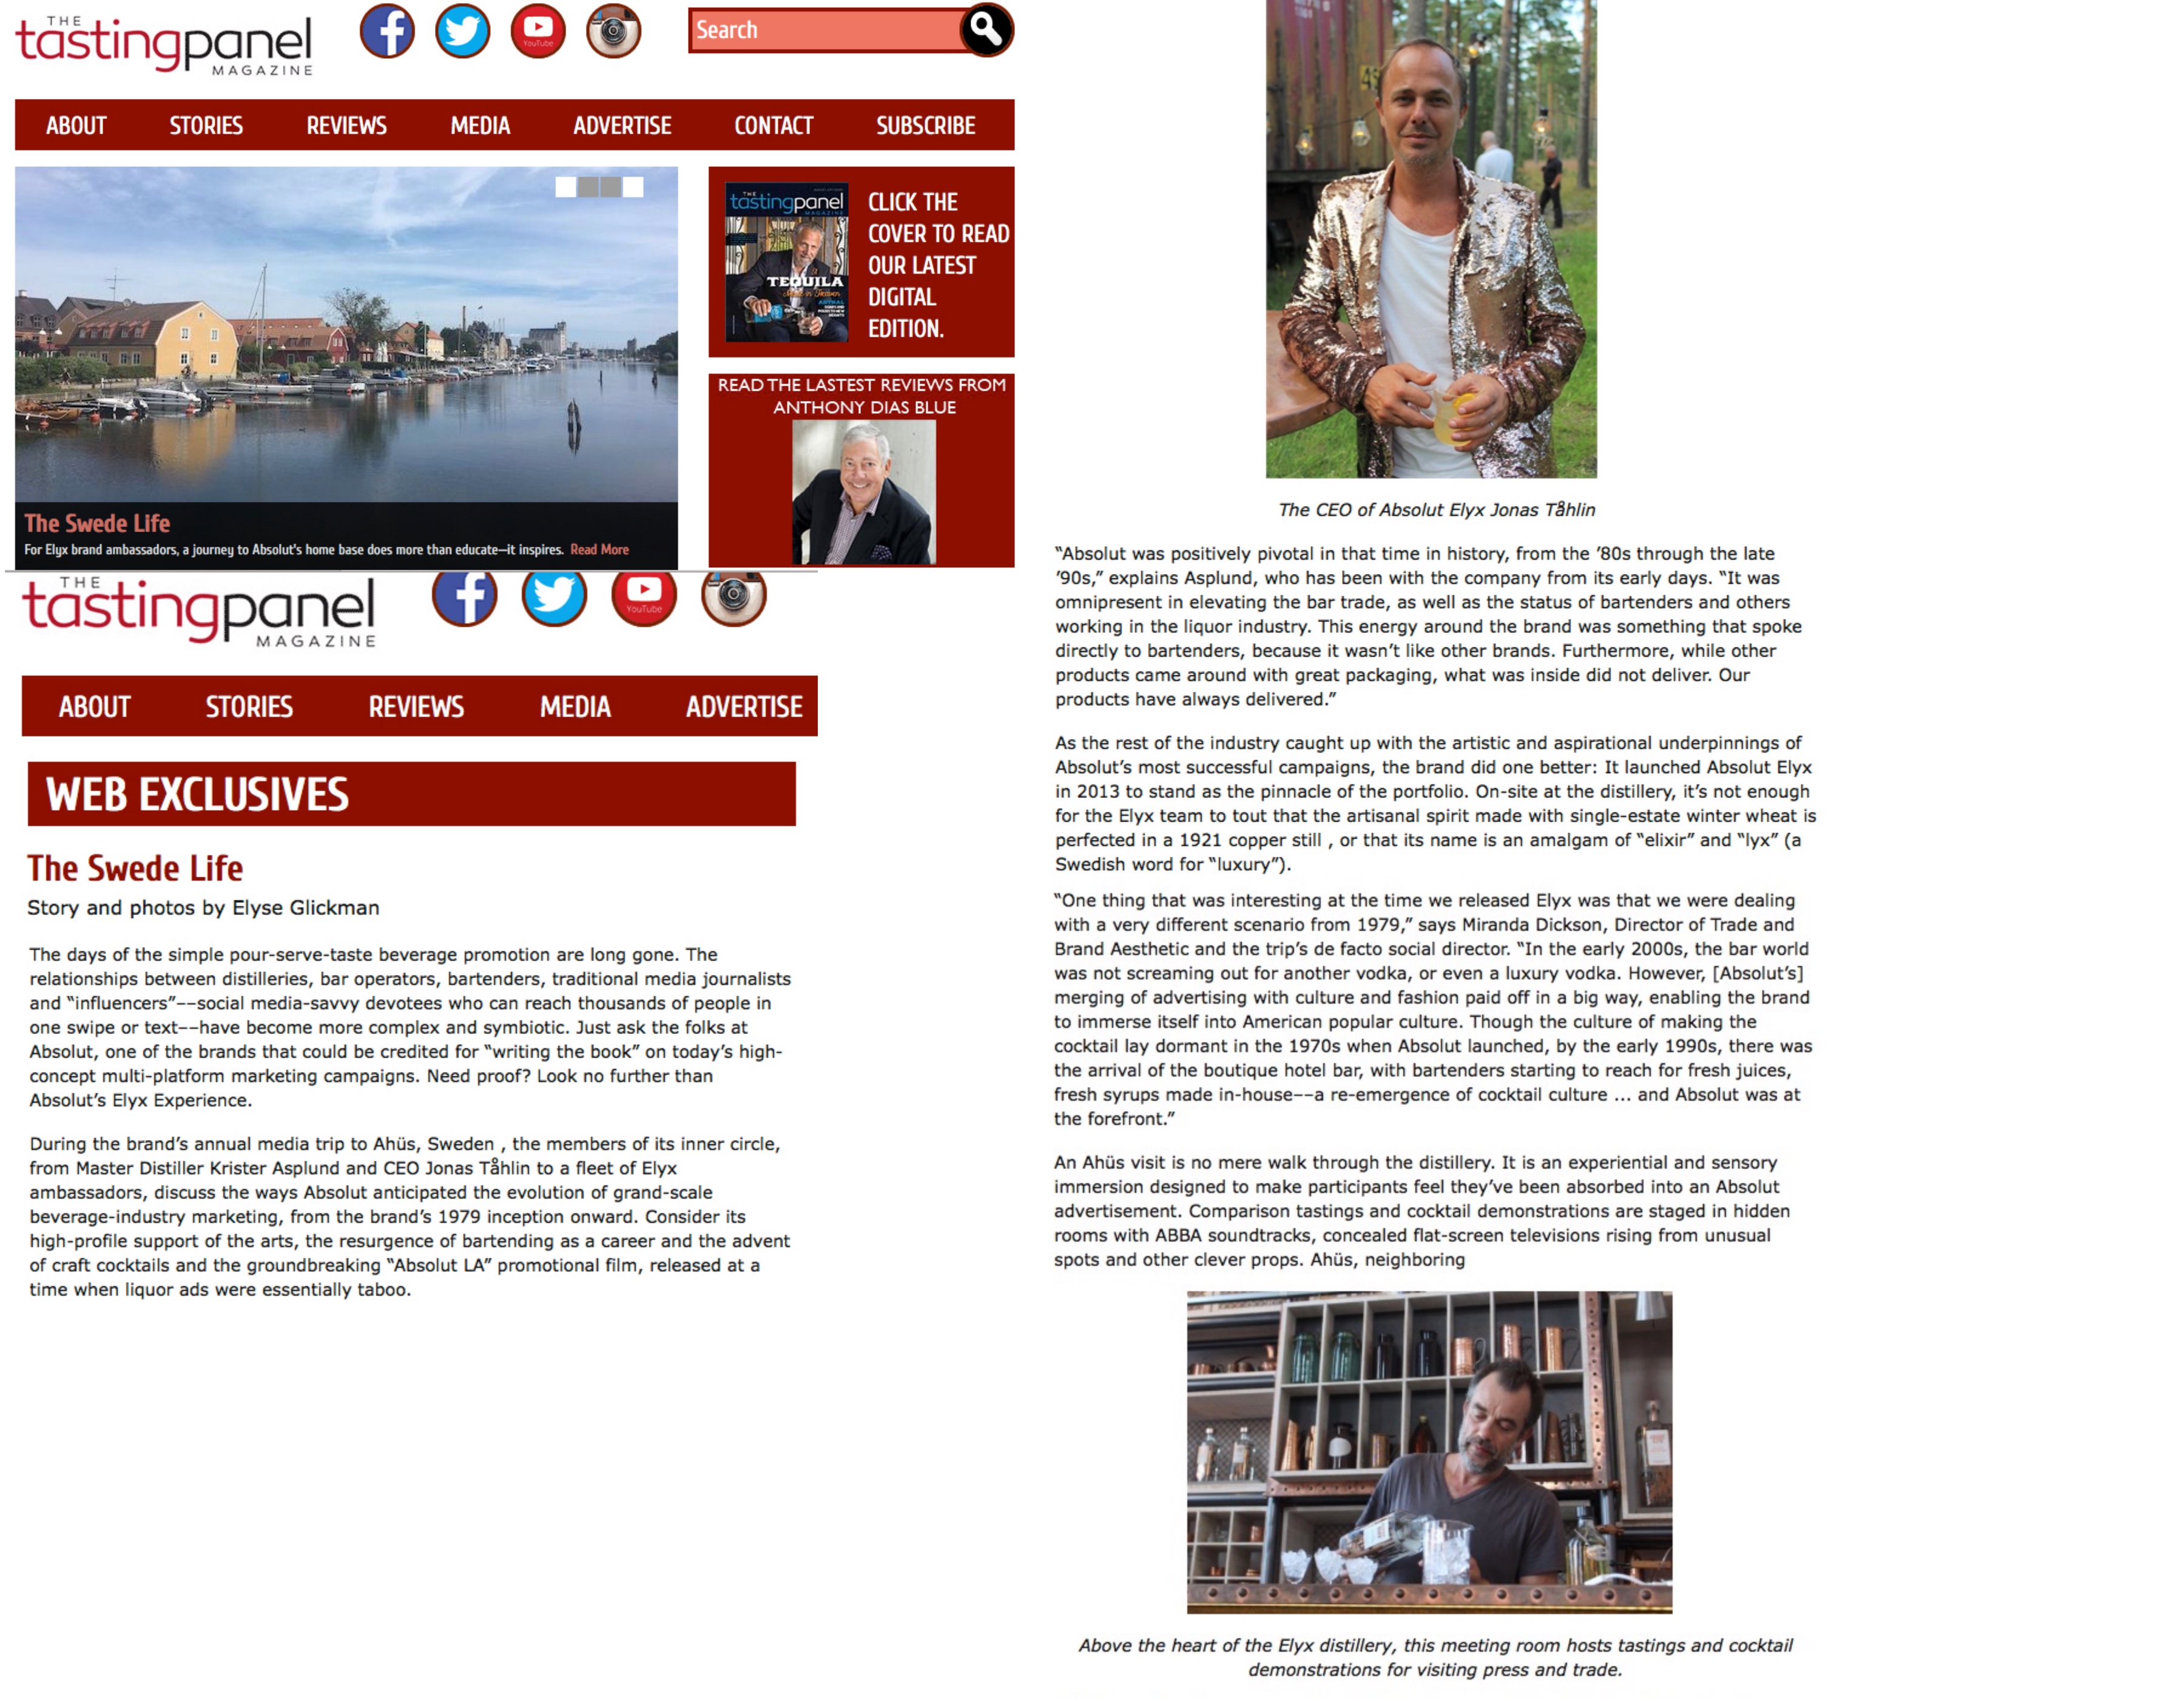 THE
tastingpanel
MAGAZINE
YouTube
Search
ABOUT STORIES REVIEWS MEDIA ADVERTISE CONTACT SUBSCRIBE
THE
tastingpanel
MAGAZINE
TEQUILA
CLICK THE
COVER TO READ
OUR LATEST
DIGITAL
EDITION.
READ THE LASTEST REVIEWS FROM
ANTHONY DIAS BLUE
The Swede Life
For Elyx brand ambassadors, a journey to Absolut's home base does more than educate—it inspires. Read More
THE
tastingpanel
MAGAZINE
YouTube
ABOUT STORIES REVIEWS MEDIA ADVERTISE
WEB EXCLUSIVES
The Swede Life
Story and photos by Elyse Glickman
The days of the simple pour-serve-taste beverage promotion are long gone. The
relationships between distilleries, bar operators, bartenders, traditional media journalists
and “influencers”––social media-savvy devotees who can reach thousands of people in
one swipe or text––have become more complex and symbiotic. Just ask the folks at
Absolut, one of the brands that could be credited for “writing the book” on today’s high-
concept multi-platform marketing campaigns. Need proof? Look no further than
Absolut’s Elyx Experience.
During the brand’s annual media trip to Ahüs, Sweden , the members of its inner circle,
from Master Distiller Krister Asplund and CEO Jonas Tåhlin to a fleet of Elyx
ambassadors, discuss the ways Absolut anticipated the evolution of grand-scale
beverage-industry marketing, from the brand’s 1979 inception onward. Consider its
high-profile support of the arts, the resurgence of bartending as a career and the advent
of craft cocktails and the groundbreaking “Absolut LA” promotional film, released at a
time when liquor ads were essentially taboo.
The CEO of Absolut Elyx Jonas Tåhlin
“Absolut was positively pivotal in that time in history, from the ’80s through the late
’90s,” explains Asplund, who has been with the company from its early days. “It was
omnipresent in elevating the bar trade, as well as the status of bartenders and others
working in the liquor industry. This energy around the brand was something that spoke
directly to bartenders, because it wasn’t like other brands. Furthermore, while other
products came around with great packaging, what was inside did not deliver. Our
products have always delivered.”
As the rest of the industry caught up with the artistic and aspirational underpinnings of
Absolut’s most successful campaigns, the brand did one better: It launched Absolut Elyx
in 2013 to stand as the pinnacle of the portfolio. On-site at the distillery, it’s not enough
for the Elyx team to tout that the artisanal spirit made with single-estate winter wheat is
perfected in a 1921 copper still , or that its name is an amalgam of “elixir” and “lyx” (a
Swedish word for “luxury”).
“One thing that was interesting at the time we released Elyx was that we were dealing
with a very different scenario from 1979,” says Miranda Dickson, Director of Trade and
Brand Aesthetic and the trip’s de facto social director. “In the early 2000s, the bar world
was not screaming out for another vodka, or even a luxury vodka. However, [Absolut’s]
merging of advertising with culture and fashion paid off in a big way, enabling the brand
to immerse itself into American popular culture. Though the culture of making the
cocktail lay dormant in the 1970s when Absolut launched, by the early 1990s, there was
the arrival of the boutique hotel bar, with bartenders starting to reach for fresh juices,
fresh syrups made in-house––a re-emergence of cocktail culture ... and Absolut was at
the forefront.”
An Ahüs visit is no mere walk through the distillery. It is an experiential and sensory
immersion designed to make participants feel they’ve been absorbed into an Absolut
advertisement. Comparison tastings and cocktail demonstrations are staged in hidden
rooms with ABBA soundtracks, concealed flat-screen televisions rising from unusual
spots and other clever props. Ahüs, neighboring
Above the heart of the Elyx distillery, this meeting room hosts tastings and cocktail
demonstrations for visiting press and trade.